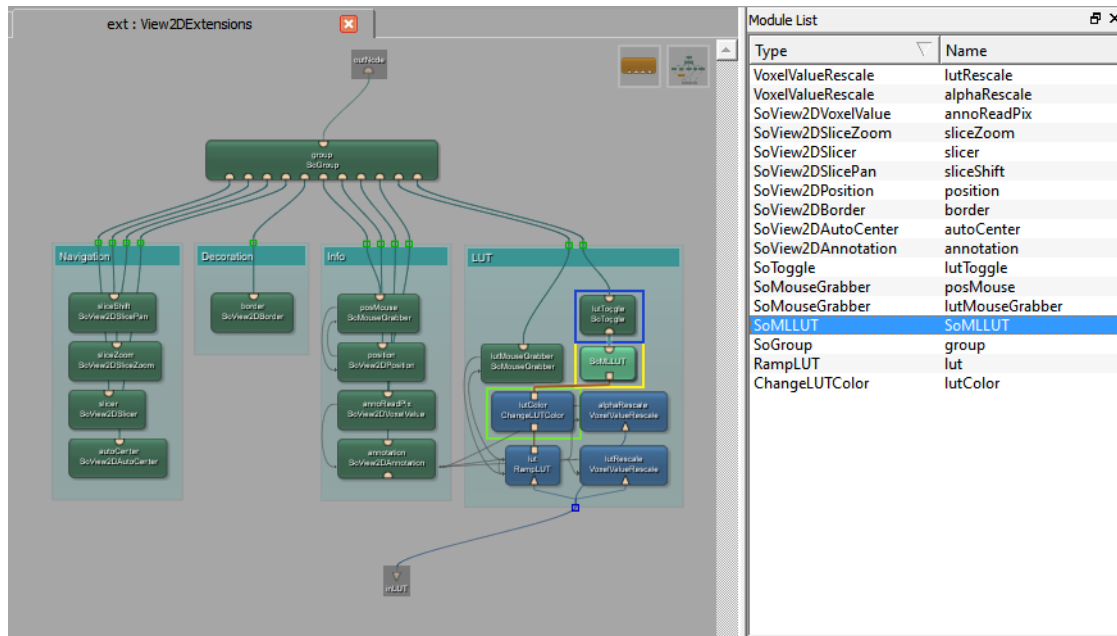 ext : View2DExtensions
outNode
group
SoGroup
Navigation
sliceShift
SoView2DSlicePan
sliceZoom
SoView2DSliceZoom
slicer
SoView2DSlicer
autoCenter
SoView2DAutoCenter
Decoration
border
SoView2DBorder
Info
posMouse
SoMouseGrabber
position
SoView2DPosition
annoReadPix
SoView2DVoxelValue
annotation
SoView2DAnnotation
LUT
lutToggle
SoToggle
lutMouseGrabber
SoMouseGrabber
SoMLLUT
lutColor
ChangeLUTColor
alphaRescale
VoxelValueRescale
lut
RampLUT
lutRescale
VoxelValueRescale
inLUT
Module List
Type Name
VoxelValueRescale lutRescale
VoxelValueRescale alphaRescale
SoView2DVoxelValue annoReadPix
SoView2DSliceZoom sliceZoom
SoView2DSlicer slicer
SoView2DSlicePan sliceShift
SoView2DPosition position
SoView2DBorder border
SoView2DAutoCenter autoCenter
SoView2DAnnotation annotation
SoToggle lutToggle
SoMouseGrabber posMouse
SoMouseGrabber lutMouseGrabber
SoMLLUT SoMLLUT
SoGroup group
RampLUT lut
ChangeLUTColor lutColor